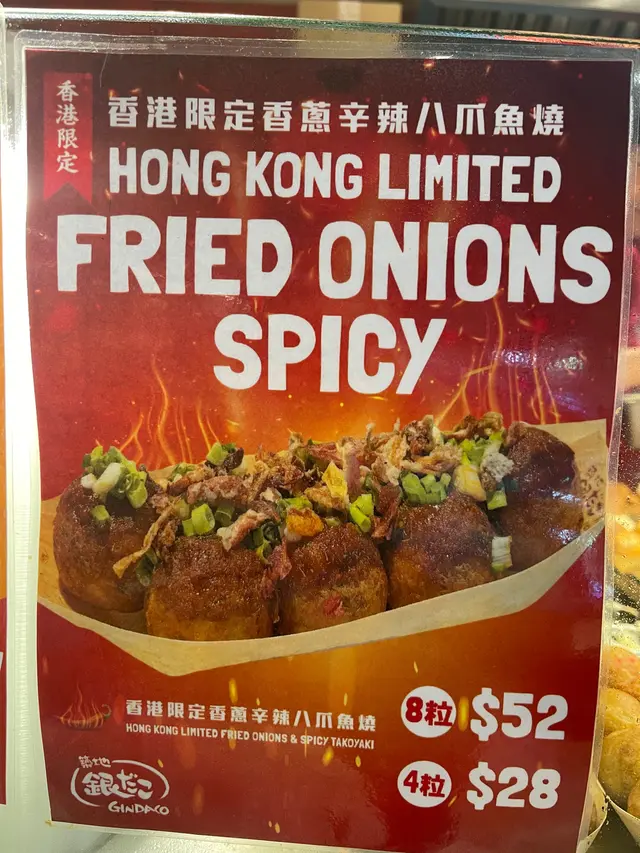 香港限定
香港限定香蔥辛辣八爪魚燒
HONG KONG LIMITED
FRIED ONIONS
SPICY
香港限定香蔥辛辣八爪魚燒
HONG KONG LIMITED FRIED ONIONS & SPICY TAKOYAKI
8粒 $52
4粒 $28
築地
銀だこ
GINDACO